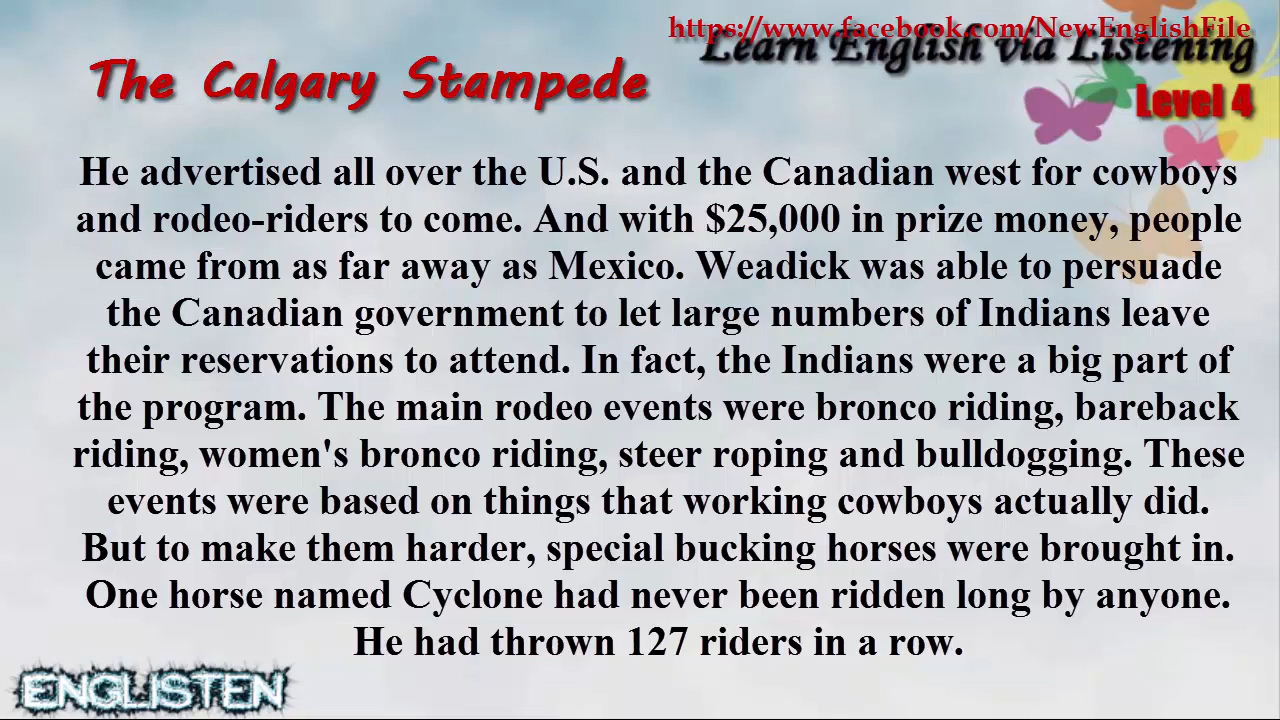 https://www.facebook.com/NewEnglishFile
Learn English via Listening
The Calgary Stampede
Level 4
He advertised all over the U.S. and the Canadian west for cowboys
and rodeo-riders to come. And with $25,000 in prize money, people
came from as far away as Mexico. Weadick was able to persuade
the Canadian government to let large numbers of Indians leave
their reservations to attend. In fact, the Indians were a big part of
the program. The main rodeo events were bronco riding, bareback
riding, women's bronco riding, steer roping and bulldogging. These
events were based on things that working cowboys actually did.
But to make them harder, special bucking horses were brought in.
One horse named Cyclone had never been ridden long by anyone.
He had thrown 127 riders in a row.
ENGLISTEN